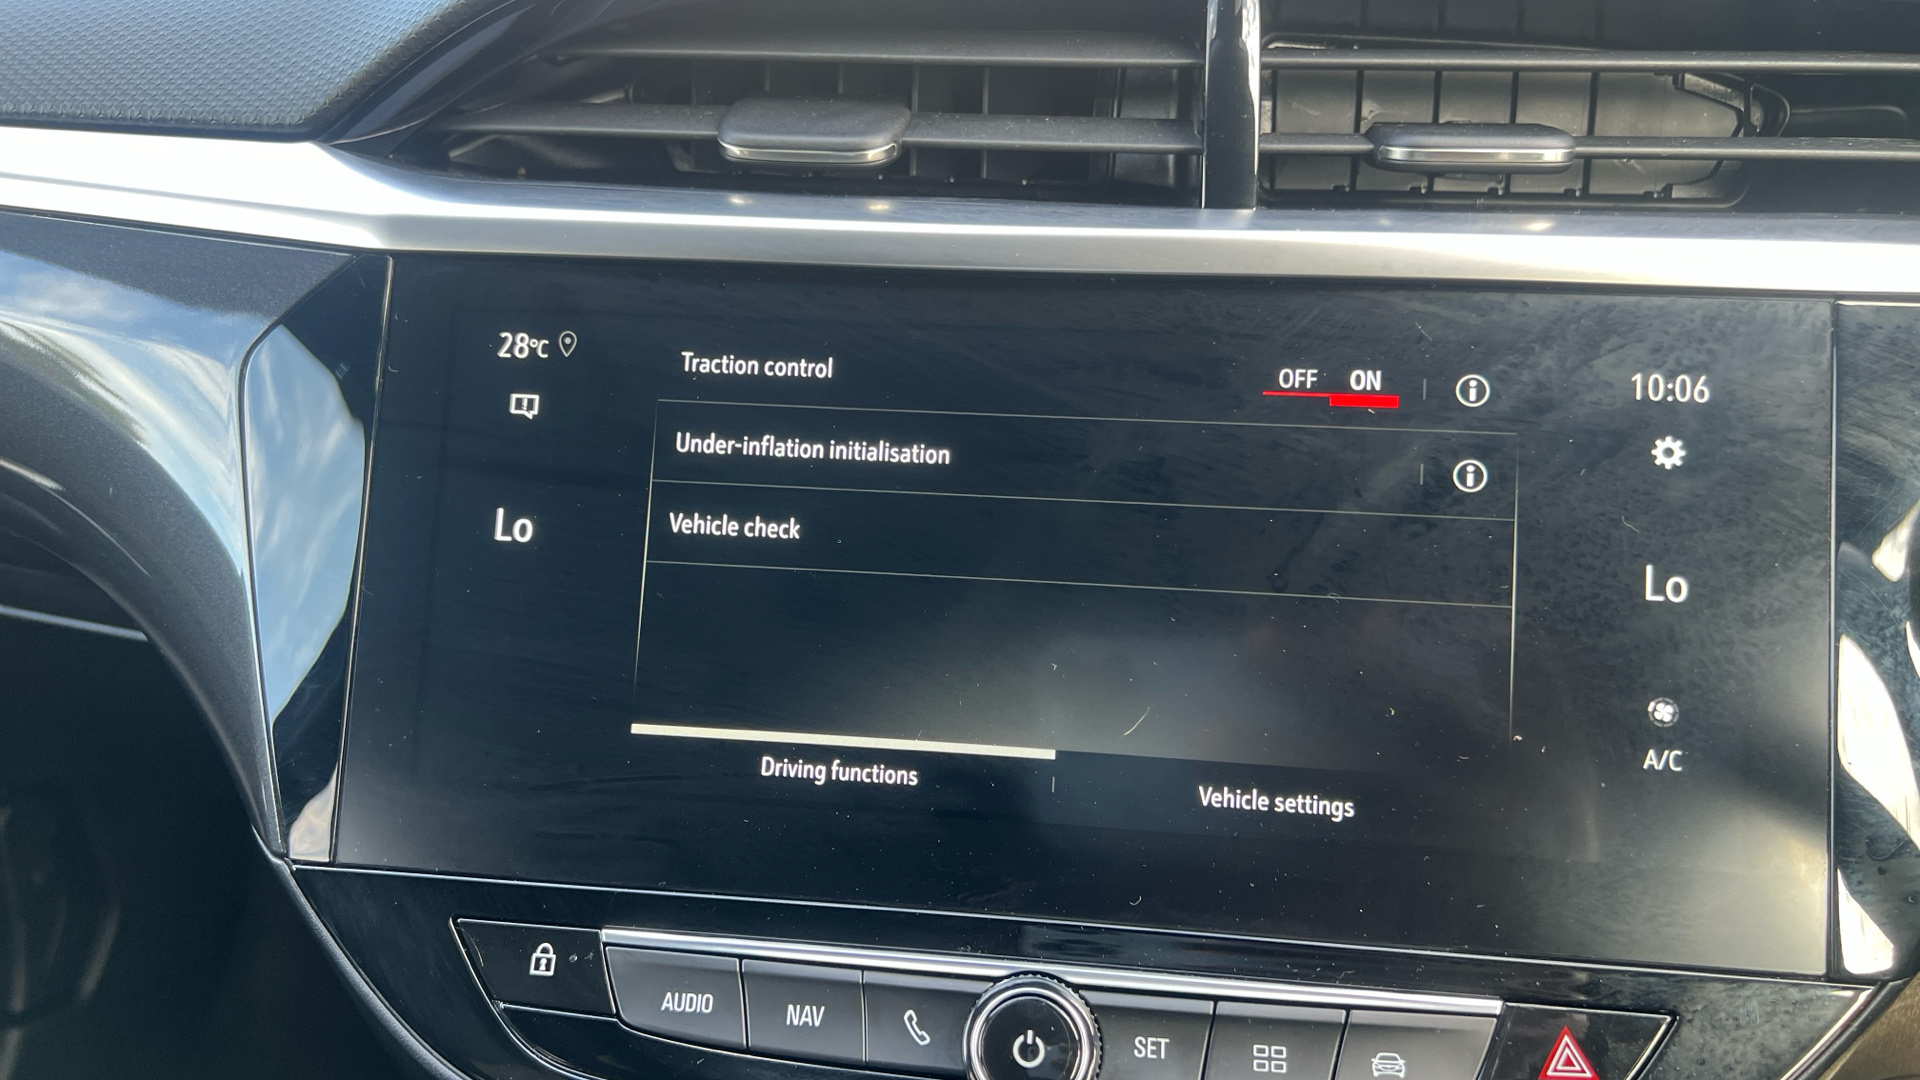 28°C
Traction control
OFF ON
10:06
Under-inflation initialisation
Lo
Vehicle check
Lo
A/C
Driving functions
Vehicle settings
AUDIO
NAV
SET